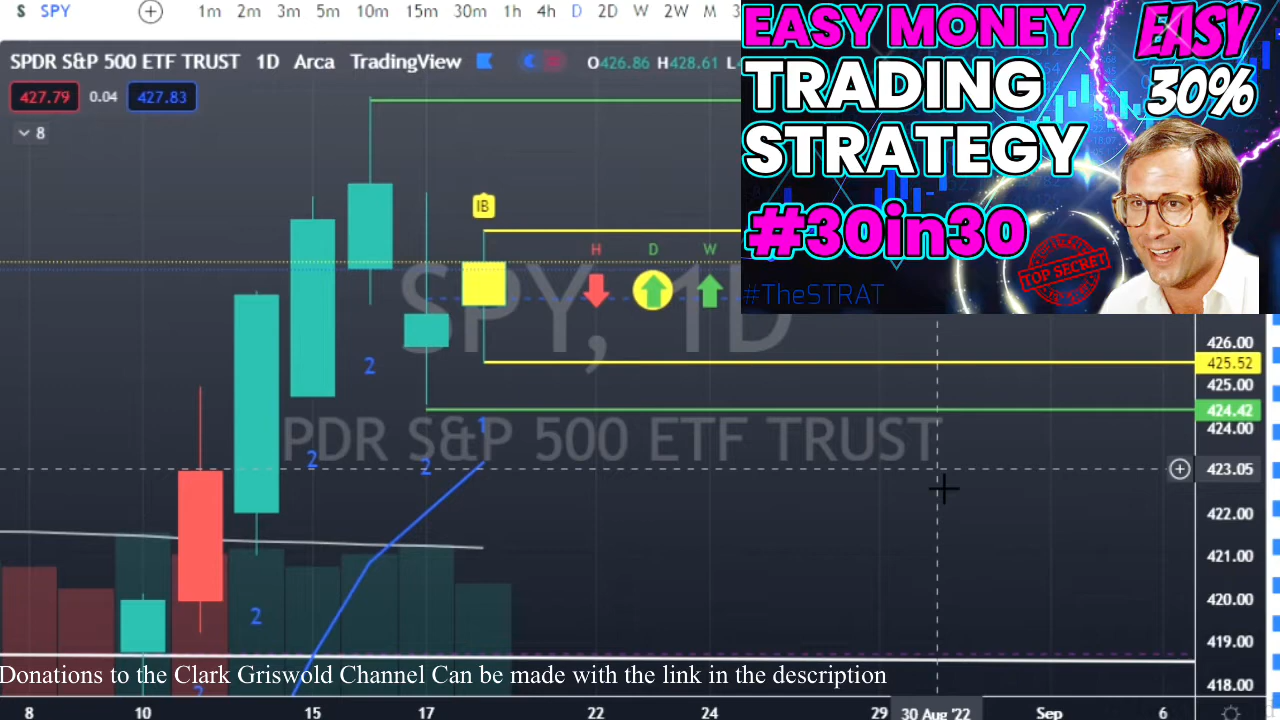 S SPY 1m 2m 3m 5m 10m 15m 30m 1h 4h D 2D W 2W M 3
SPDR S&P 500 ETF TRUST 1D Arca TradingView O426.86 H428.61 L
427.79 0.04 427.83
8
EASY MONEY
TRADING
STRATEGY
#30in30
EASY
30%
TOP SECRET
#TheSTRAT
IB
H D W
SPY, 1D
PDR S&P 500 ETF TRUST
2
2
2
1
2
2
426.00
425.52
425.00
424.42
424.00
423.05
422.00
421.00
420.00
419.00
418.00
Donations to the Clark Griswold Channel Can be made with the link in the description
8 10 15 17 22 24 29 30 Aug '22 Sep 6